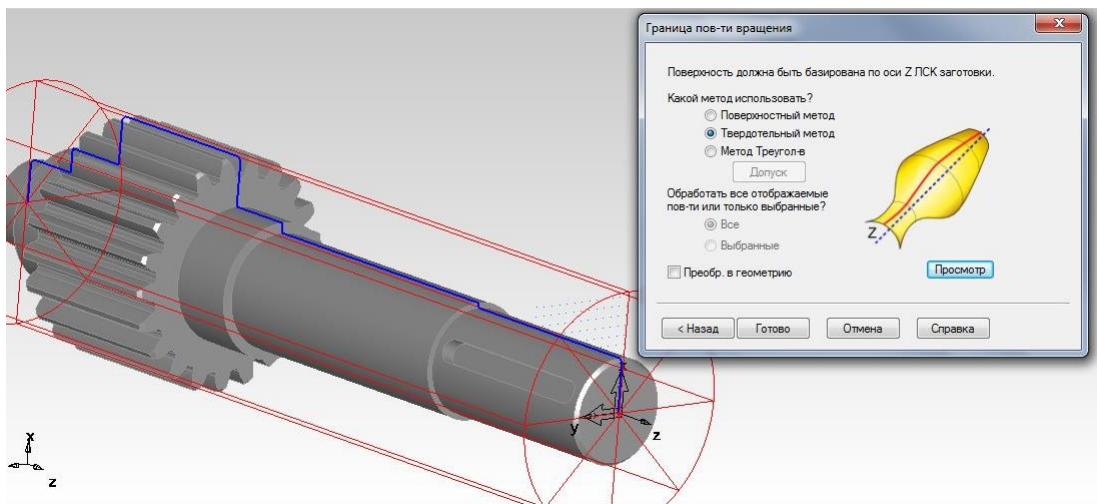 Граница пов-ти вращения
x
Поверхность должна быть базирована по оси Z ЛСК заготовки.
Какой метод использовать?
Поверхностный метод
Твердотельный метод
Метод Треугол-в
Допуск
Обработать все отображаемые
пов-ти или только выбранные?
Все
Выбранные
Преобр. в геометрию
Z
Просмотр
< Назад
Готово
Отмена
Справка
x
y
z
x
z